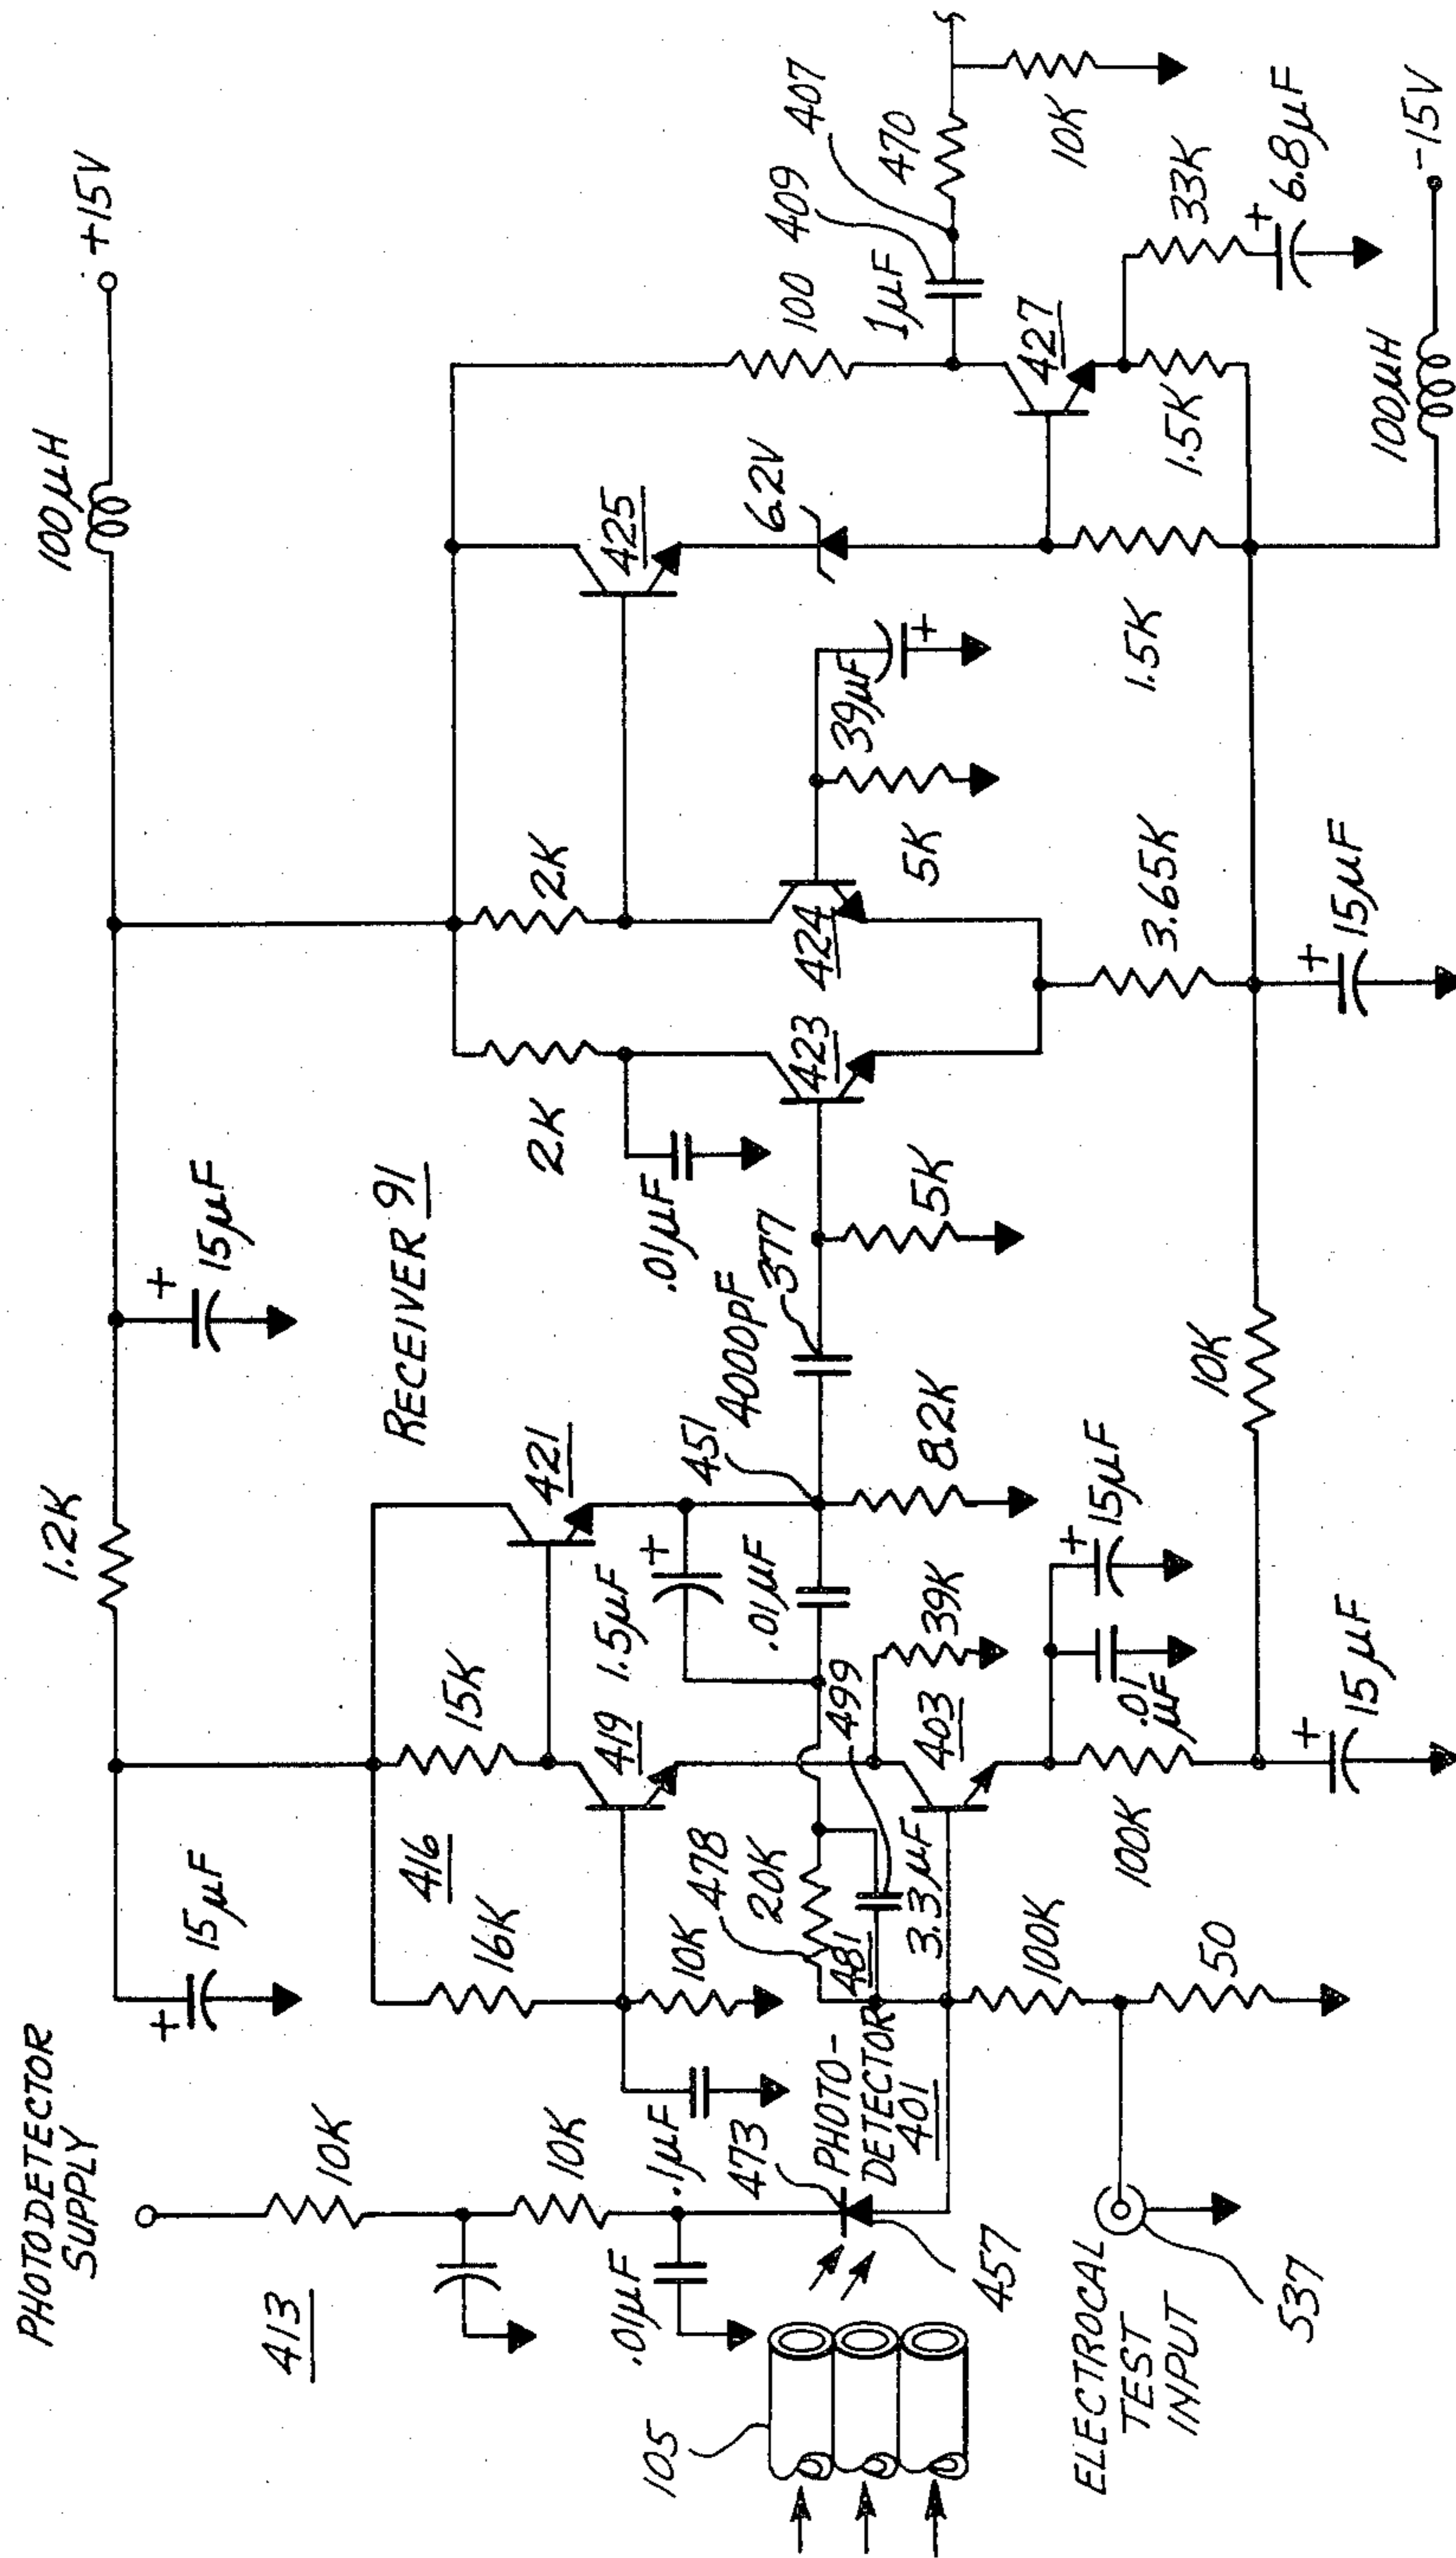 PHOTODETECTOR
SUPPLY
413
10K
10K
.01µF
.1µF
473
PHOTO-
DETECTOR
401
457
105
ELECTROCAL
TEST
INPUT
537
+
15µF
16K
416
10K
478
20K
481
3.3µF
499
100K
50
1.2K
15K
419
421
1.5µF
+
.01µF
451
39K
403
8.2K
100K
.01
µF
+
15µF
+
15µF
10K
+
15µF
RECEIVER 91
4000pF
377
5K
2K
.01µF
423
2K
424
5K
39µF
+
3.65K
+
15µF
100µH
+15V
425
6.2V
1.5K
427
1.5K
100
1µF
409
407
470
10K
33K
+
6.8µF
100µH
-15V